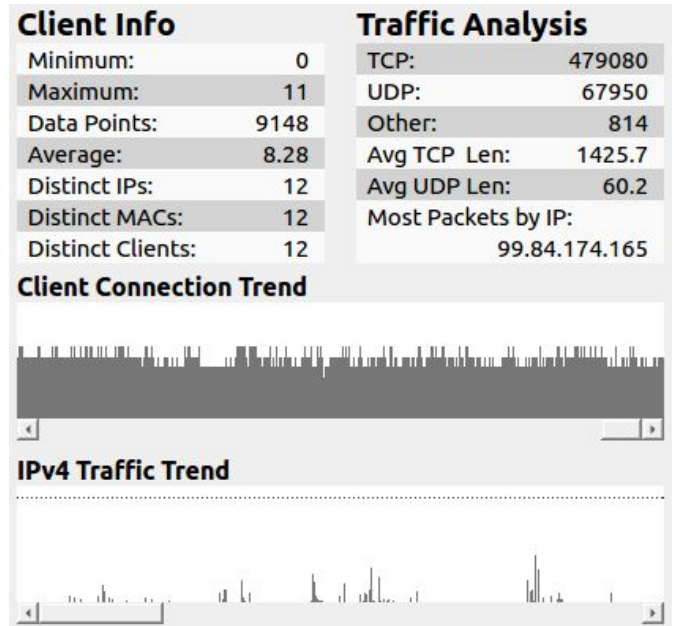 Client Info
Minimum: 0
Maximum: 11
Data Points: 9148
Average: 8.28
Distinct IPs: 12
Distinct MACs: 12
Distinct Clients: 12
Traffic Analysis
TCP: 479080
UDP: 67950
Other: 814
Avg TCP Len: 1425.7
Avg UDP Len: 60.2
Most Packets by IP:
99.84.174.165
Client Connection Trend
IPv4 Traffic Trend